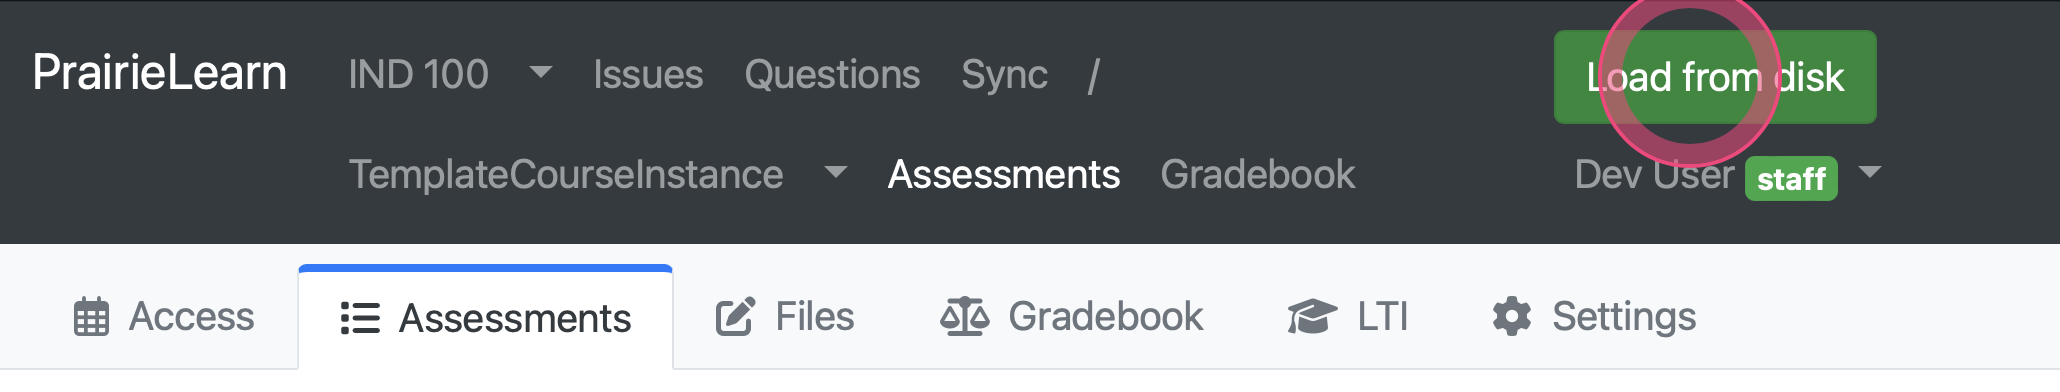 PrairieLearn IND 100 Issues Questions Sync / Load from disk
TemplateCourseInstance Assessments Gradebook Dev User staff
Access Assessments Files Gradebook LTI Settings